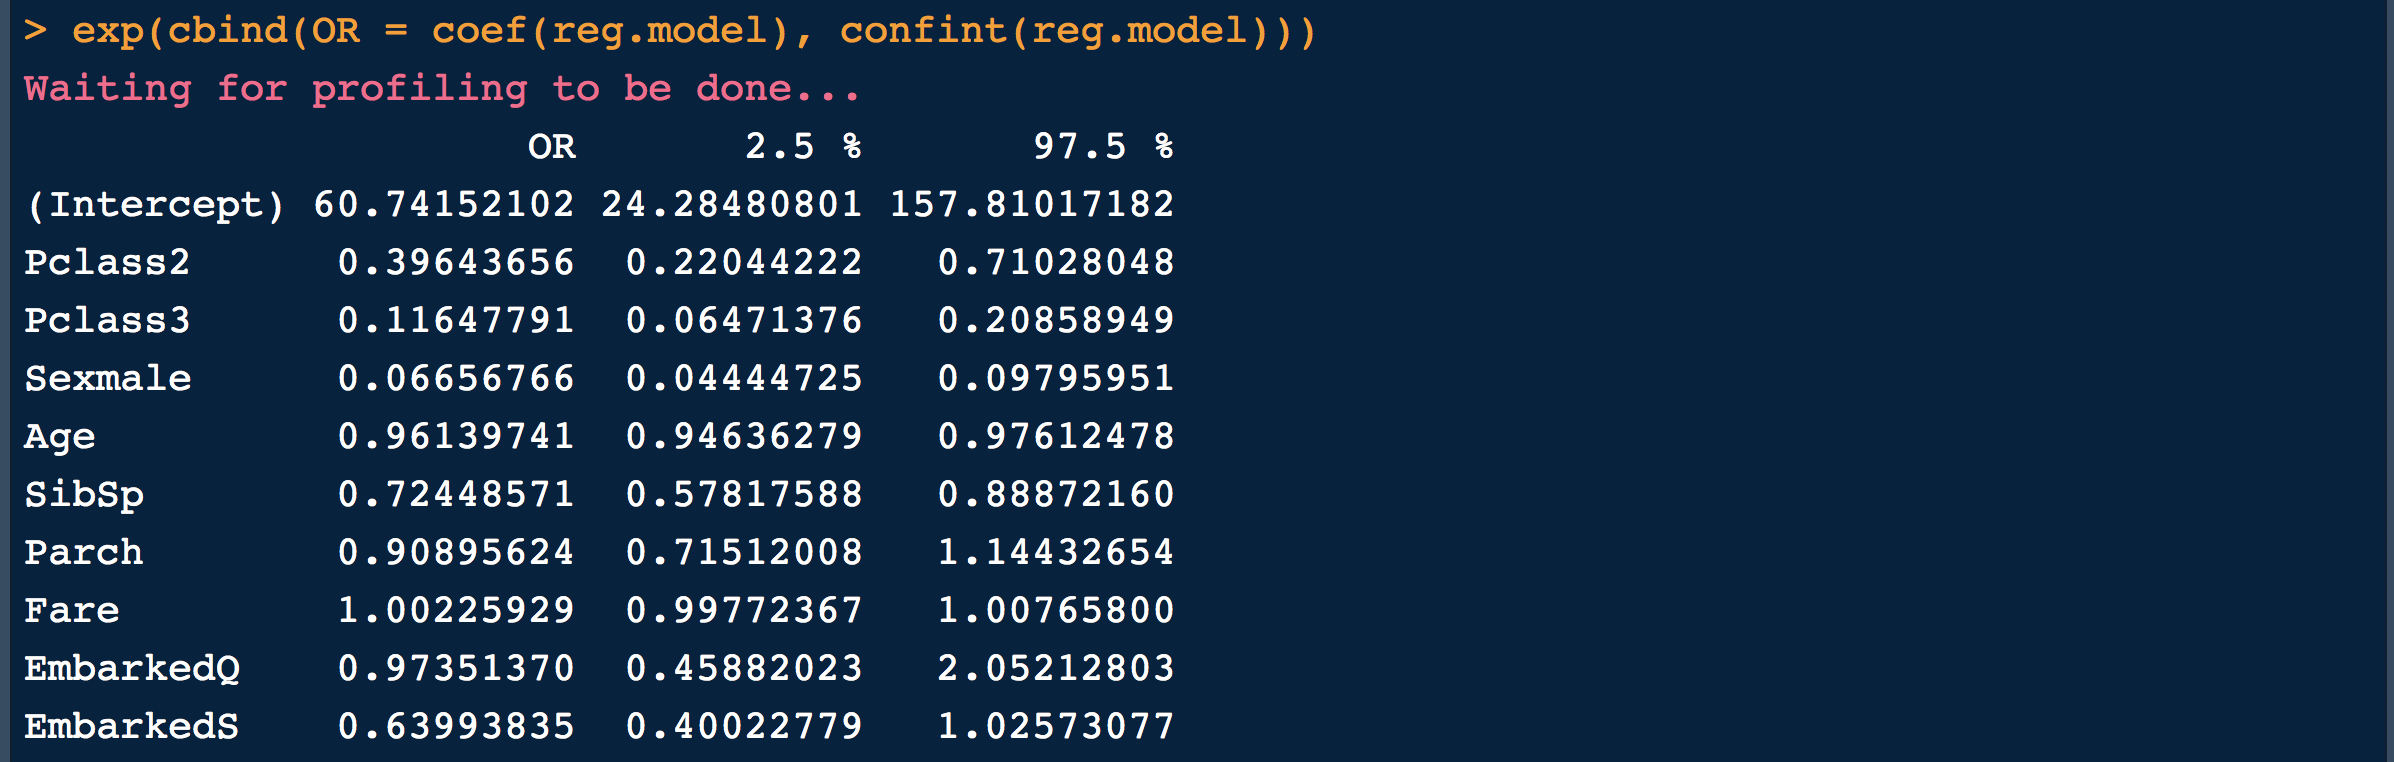 > exp(cbind(OR = coef(reg.model), confint(reg.model)))
Waiting for profiling to be done...
                     OR       2.5 %       97.5 %
(Intercept) 60.74152102 24.28480801 157.81017182
Pclass2      0.39643656  0.22044222   0.71028048
Pclass3      0.11647791  0.06471376   0.20858949
Sexmale      0.06656766  0.04444725   0.09795951
Age          0.96139741  0.94636279   0.97612478
SibSp        0.72448571  0.57817588   0.88872160
Parch        0.90895624  0.71512008   1.14432654
Fare         1.00225929  0.99772367   1.00765800
EmbarkedQ    0.97351370  0.45882023   2.05212803
EmbarkedS    0.63993835  0.40022779   1.02573077